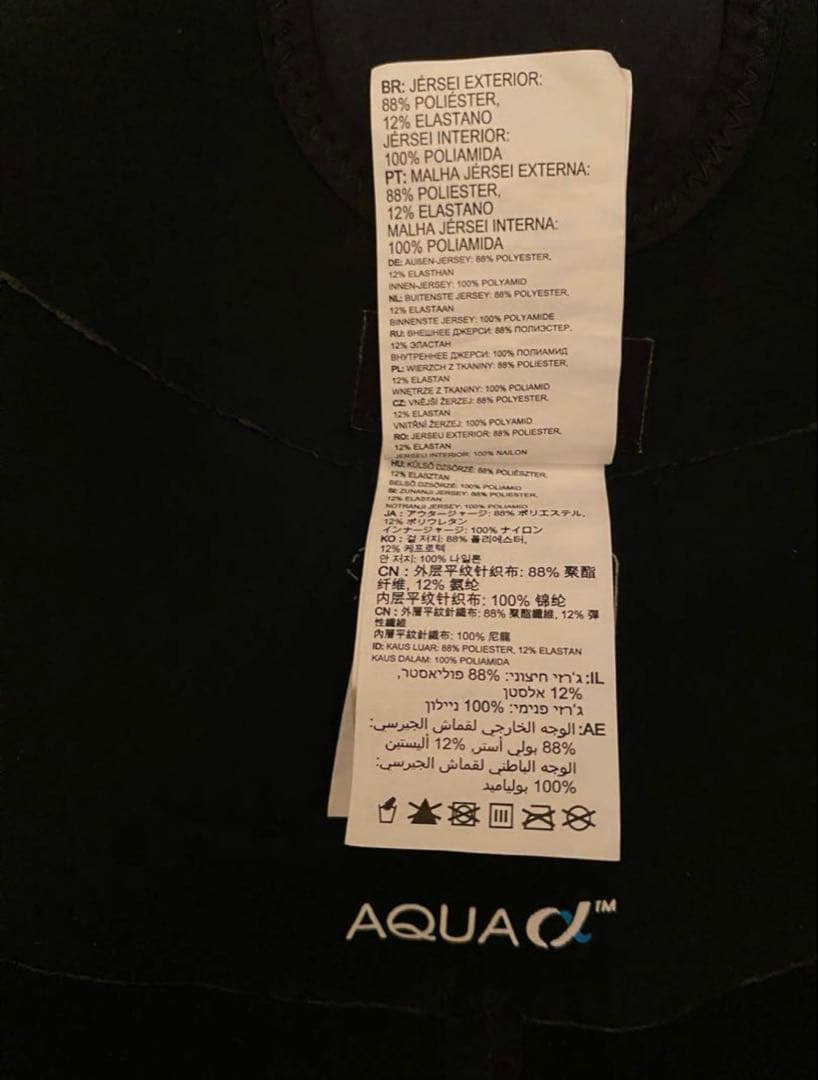 BR: JÉRSEI EXTERIOR:
88% POLIÉSTER,
12% ELASTANO
JÉRSEI INTERIOR:
100% POLIAMIDA
PT: MALHA JÉRSEI EXTERNA:
88% POLIESTER,
12% ELASTANO
MALHA JÉRSEI INTERNA:
100% POLIAMIDA
DE: AUßEN-JERSEY: 88% POLYESTER,
12% ELASTHAN
INNEN-JERSEY: 100% POLYAMID
NL: BUITENSTE JERSEY: 88% POLYESTER,
12% ELASTAAN
BINNENSTE JERSEY: 100% POLYAMIDE
RU: ВНЕШНЕЕ ДЖЕРСИ: 88% ПОЛИЭСТЕР,
12% ЭЛАСТАН
ВНУТРЕННЕЕ ДЖЕРСИ: 100% ПОЛИАМИД
PL: WIERZCH Z TKANINY: 88% POLIESTER,
12% ELASTAN
WNĘTRZE Z TKANINY: 100% POLIAMID
CZ: VNĚJŠÍ ŽERZEJ: 88% POLYESTER,
12% ELASTAN
VNITŘNÍ ŽERZEJ: 100% POLYAMID
RO: JERSEU EXTERIOR: 88% POLIESTER,
12% ELASTAN
JERSEU INTERIOR: 100% NAILON
HU: KÜLSŐ DZSÖRZÉ: 88% POLIÉSZTER,
12% ELASZTÁN
BELSŐ DZSÖRZÉ: 100% POLIAMID
SI: ZUNANJI JERSEY: 88% POLIESTER,
12% ELASTAN
NOTRANJI JERSEY: 100% POLIAMID
JA : アウタージャージ: 88% ポリエステル,
12% ポリウレタン
インナージャージ: 100% ナイロン
KO : 겉 저지: 88% 폴리에스터,
12% 케프로텍
안 저지: 100% 나일론
CN : 外层平纹针织布: 88% 聚酯
纤维, 12% 氨纶
内层平纹针织布: 100% 锦纶
CN : 外層平紋針織布: 88% 聚酯纖維, 12% 彈
性纖維
內層平紋針織布: 100% 尼龍
ID: KAUS LUAR: 88% POLIESTER, 12% ELASTAN
KAUS DALAM: 100% POLIAMIDA
IL: ג'רזי חיצוני: 88% פוליאסטר,
12% אלסטן
ג'רזי פנימי: 100% ניילון
AE: الوجه الخارجي لقماش الجيرسي:
88% بولي أستر, 12% أليستين
الوجه الباطني لقماش الجيرسي:
100% بولياميد
AQUA α™